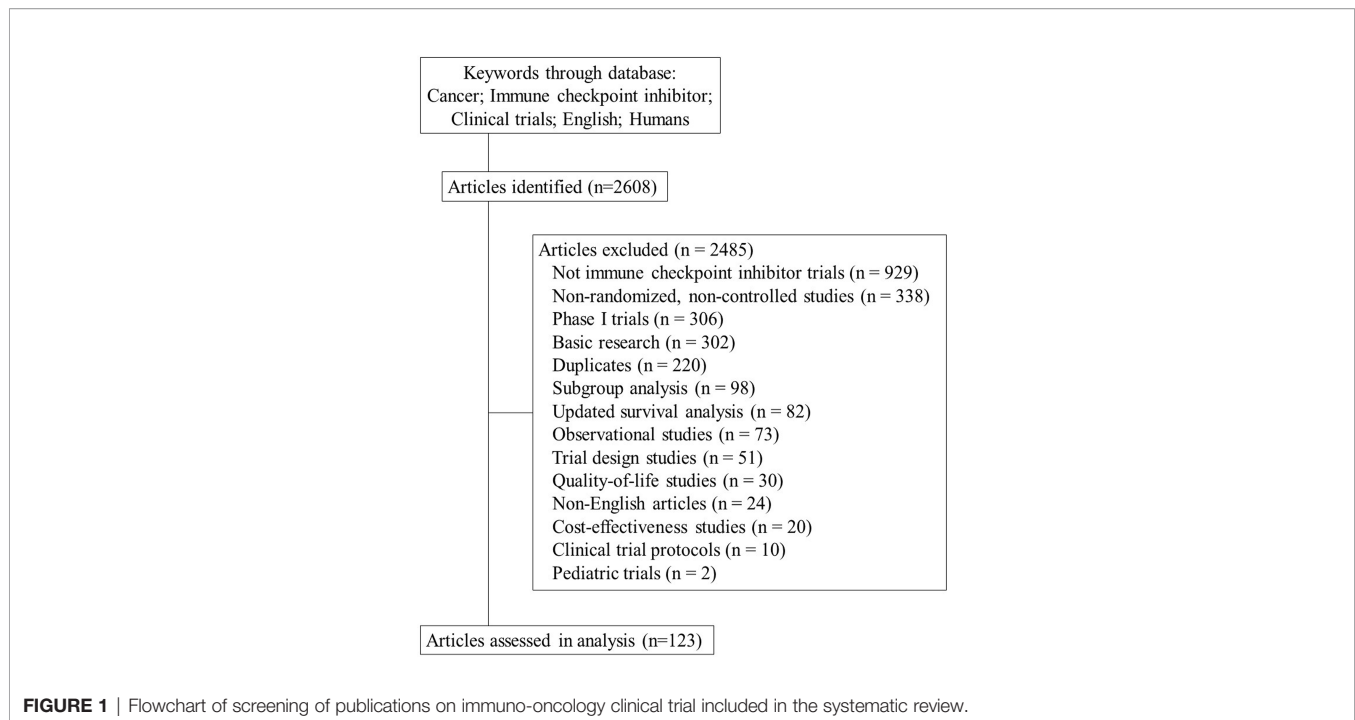 Keywords through database:
Cancer; Immune checkpoint inhibitor;
Clinical trials; English; Humans
Articles identified (n=2608)
Articles excluded (n = 2485)
Not immune checkpoint inhibitor trials (n = 929)
Non-randomized, non-controlled studies (n = 338)
Phase I trials (n = 306)
Basic research (n = 302)
Duplicates (n = 220)
Subgroup analysis (n = 98)
Updated survival analysis (n = 82)
Observational studies (n = 73)
Trial design studies (n = 51)
Quality-of-life studies (n = 30)
Non-English articles (n = 24)
Cost-effectiveness studies (n = 20)
Clinical trial protocols (n = 10)
Pediatric trials (n = 2)
Articles assessed in analysis (n=123)
FIGURE 1 | Flowchart of screening of publications on immuno-oncology clinical trial included in the systematic review.